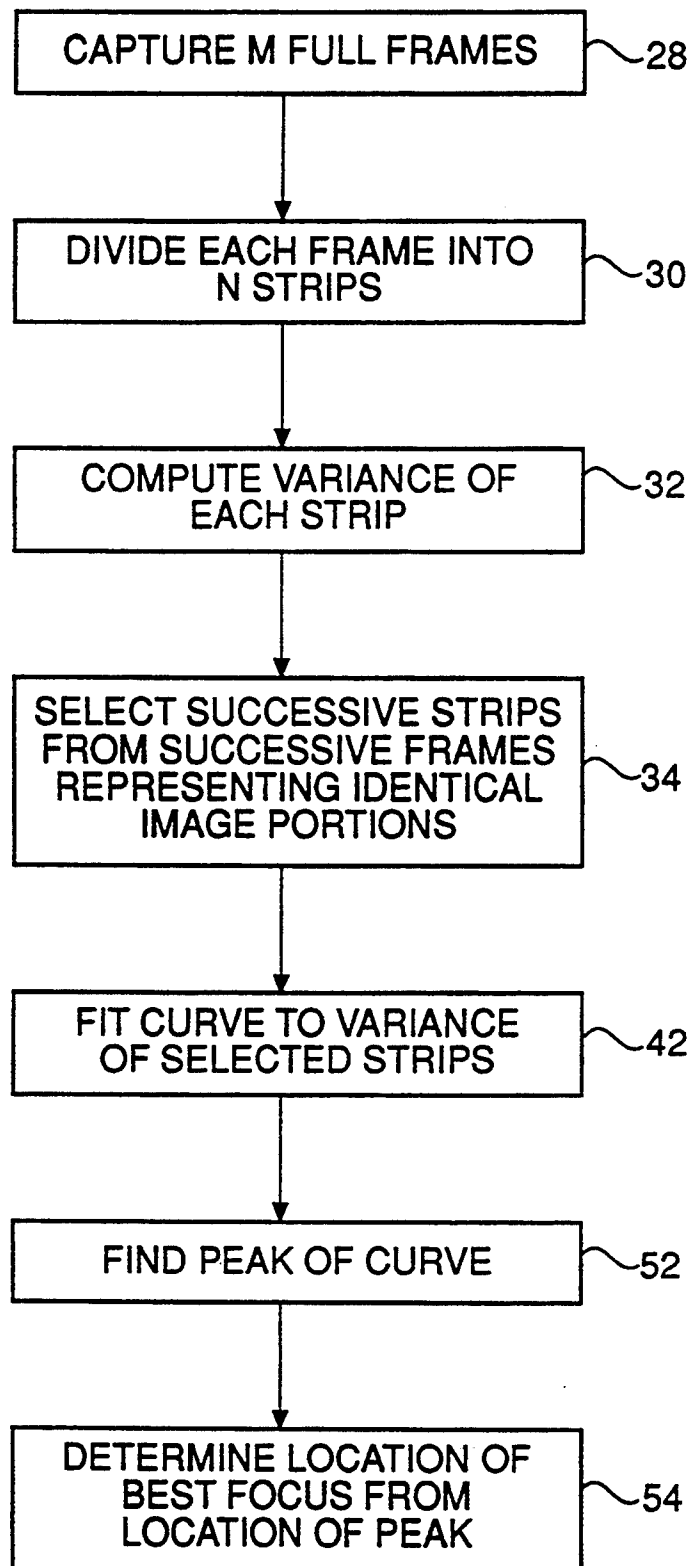 CAPTURE M FULL FRAMES
28
DIVIDE EACH FRAME INTO
N STRIPS
30
COMPUTE VARIANCE OF
EACH STRIP
32
SELECT SUCCESSIVE STRIPS
FROM SUCCESSIVE FRAMES
REPRESENTING IDENTICAL
IMAGE PORTIONS
34
FIT CURVE TO VARIANCE
OF SELECTED STRIPS
42
FIND PEAK OF CURVE
52
DETERMINE LOCATION OF
BEST FOCUS FROM
LOCATION OF PEAK
54